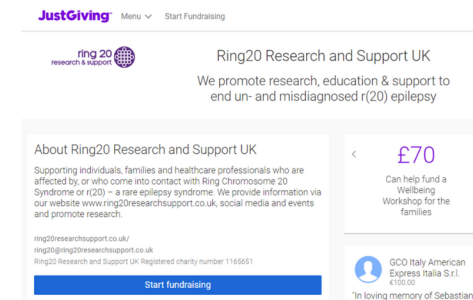 JustGiving™ Menu Start Fundraising
ring 20
research & support
Ring20 Research and Support UK
We promote research, education & support to
end un- and misdiagnosed r(20) epilepsy
About Ring20 Research and Support UK
Supporting individuals, families and healthcare professionals who are
affected by, or who come into contact with Ring Chromosome 20
Syndrome or r(20) – a rare epilepsy syndrome. We provide information via
our website www.ring20researchsupport.co.uk, social media and events
and promote research.
ring20researchsupport.co.uk/
ring20@ring20researchsupport.co.uk
Ring20 Research and Support UK Registered charity number 1165651
Start fundraising
£70
Can help fund a
Wellbeing
Workshop for the
families
GCO Italy American
Express Italia S.r.l.
€100.00
"In loving memory of Sebastian